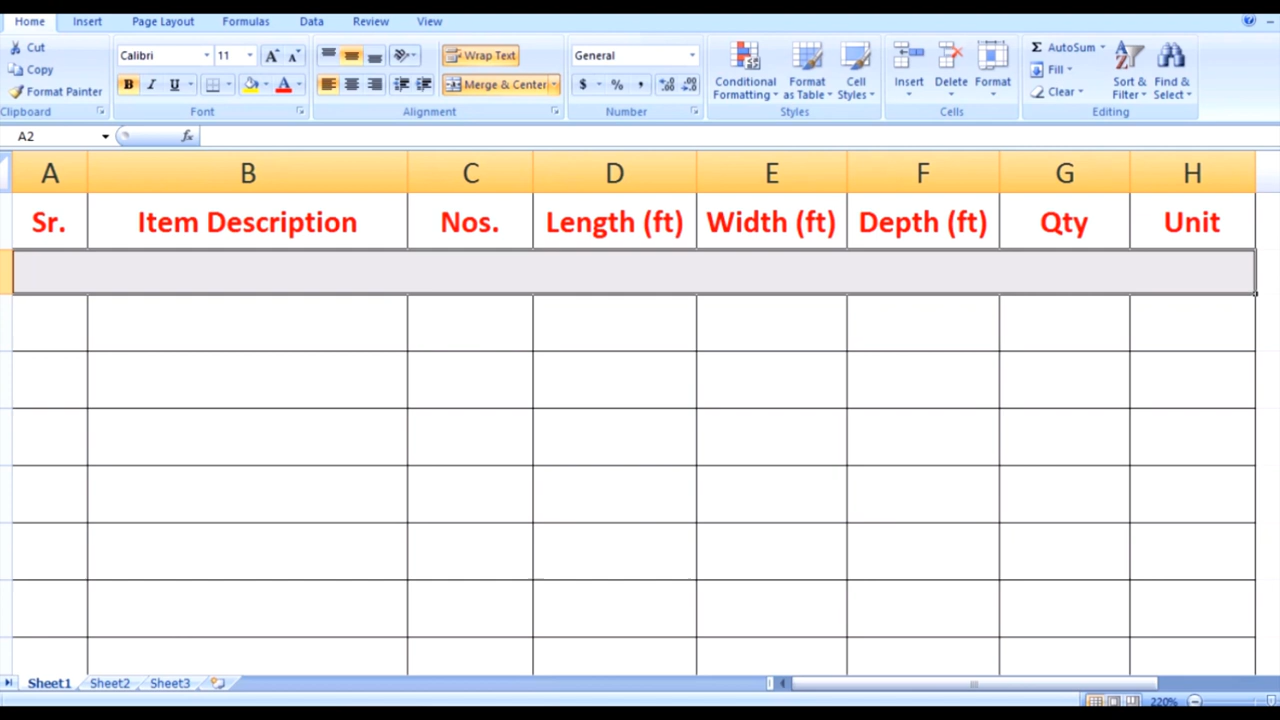 Home Insert Page Layout Formulas Data Review View
Cut Calibri 11 A A Wrap Text General Conditional Formatting Format as Table Cell Styles Insert Delete Format Σ AutoSum Sort & Filter Find & Select
Copy Fill
Format Painter B I U A Merge & Center $ % , Clear
Clipboard Font Alignment Number Styles Cells Editing
A2 fx
A B C D E F G H
Sr. Item Description Nos. Length (ft) Width (ft) Depth (ft) Qty Unit
Sheet1 Sheet2 Sheet3
220%